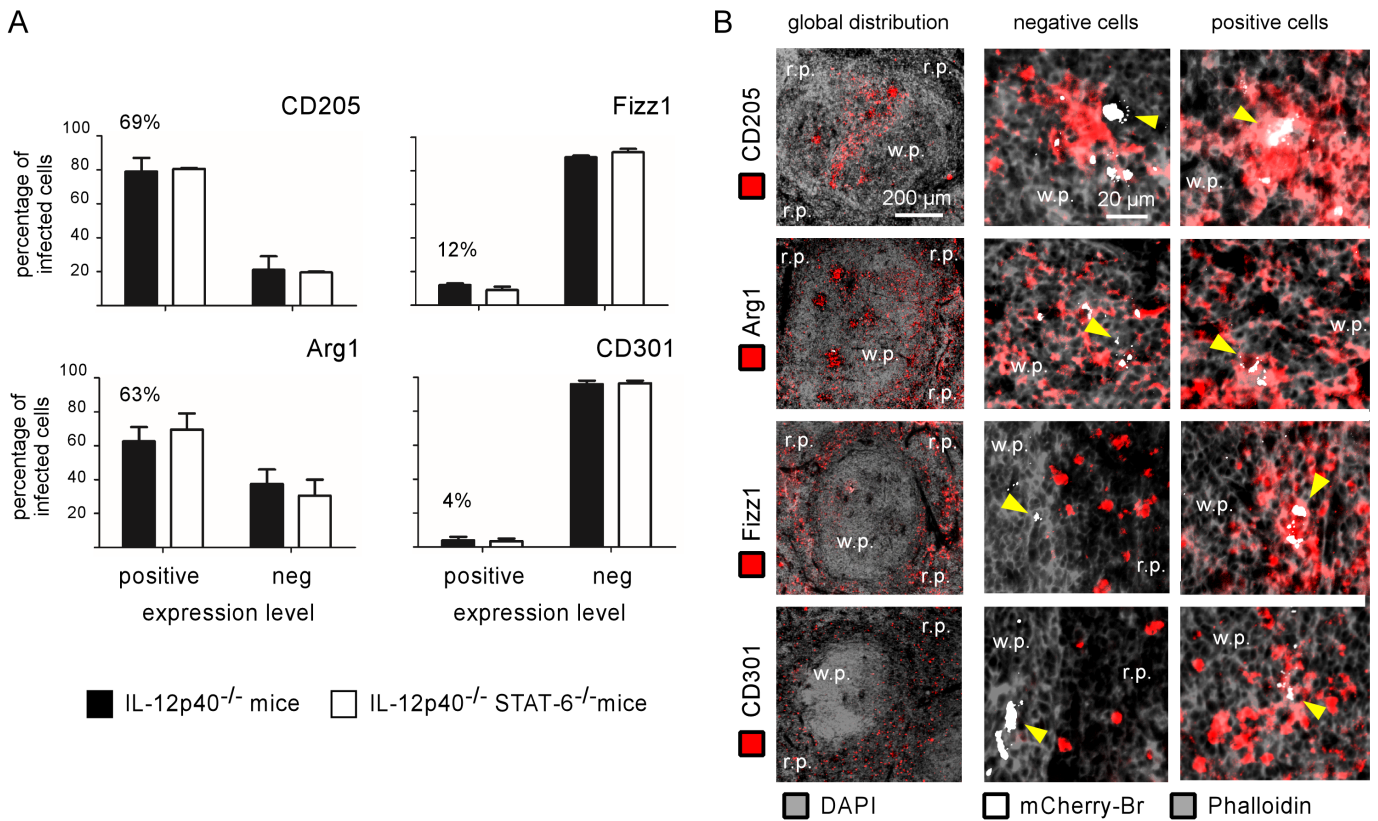 A
CD205
percentage of
infected cells
100
80
60
40
20
69%
Fizz1
12%
Arg1
percentage of
infected cells
100
80
60
40
20
63%
positive
neg
expression level
CD301
4%
positive
neg
expression level
IL-12p40-/- mice
IL-12p40-/- STAT-6-/-mice
B
global distribution
negative cells
positive cells
CD205
r.p.
r.p.
w.p.
r.p.
200 µm
w.p.
20 µm
w.p.
Arg1
r.p.
r.p.
w.p.
r.p.
w.p.
w.p.
Fizz1
r.p.
r.p.
w.p.
r.p.
w.p.
r.p.
w.p.
CD301
r.p.
w.p.
r.p.
w.p.
r.p.
w.p.
DAPI
mCherry-Br
Phalloidin